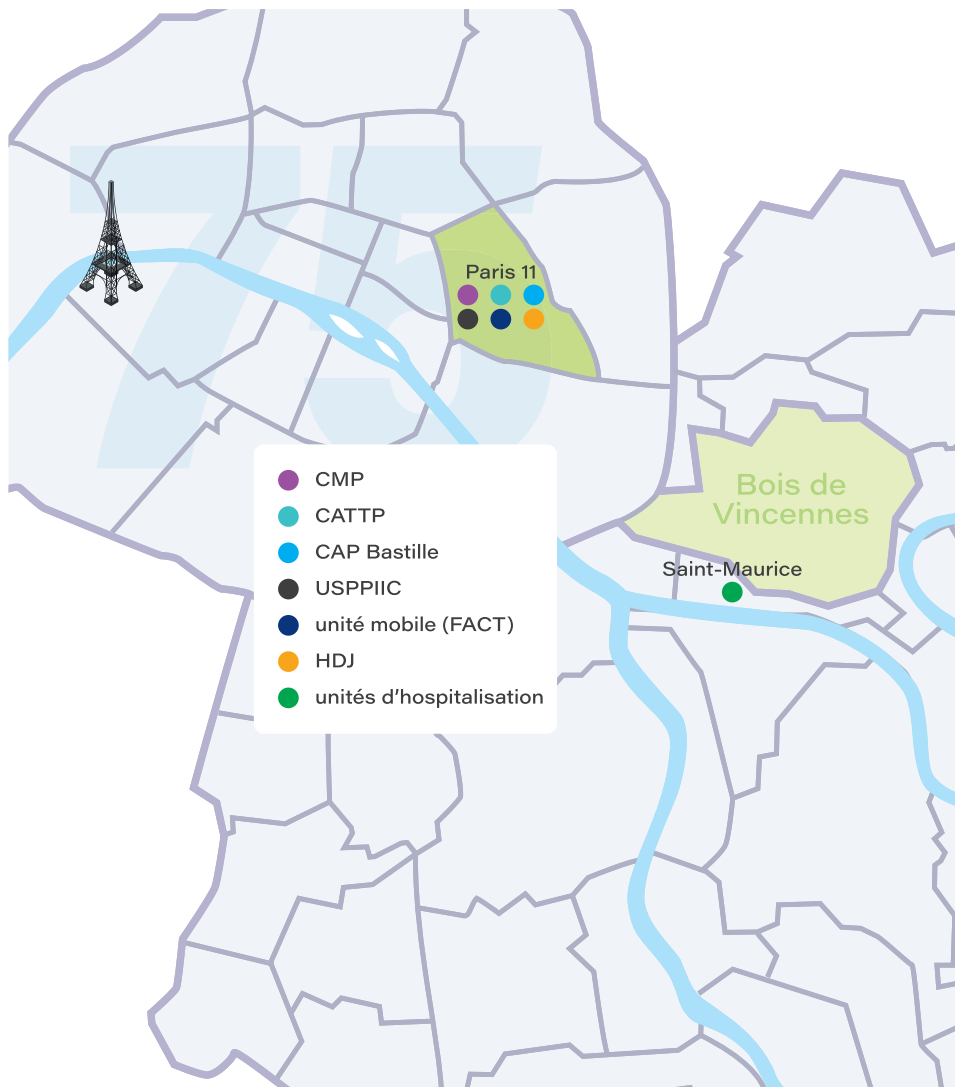 75
Paris 11
CMP
CATTP
CAP Bastille
USPPIIC
unité mobile (FACT)
HDJ
unités d’hospitalisation
Bois de
Vincennes
Saint-Maurice